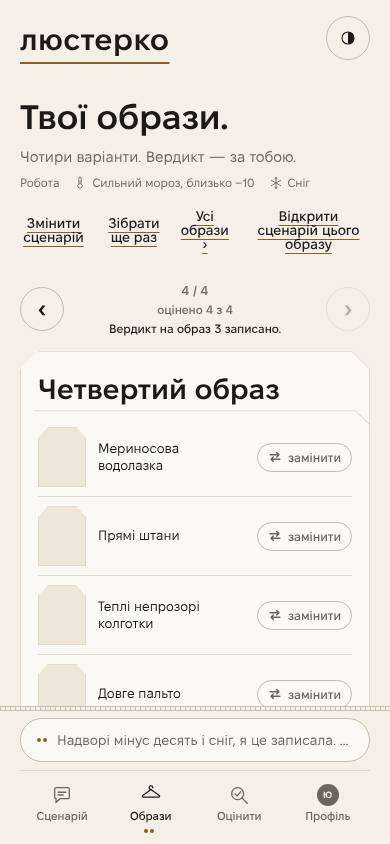 люстерко
Твої образи.
Чотири варіанти. Вердикт — за тобою.
Робота Сильний мороз, близько −10 Сніг
Змінити
сценарій
Зібрати
ще раз
Усі
образи
›
Відкрити
сценарій цього
образу
4 / 4
оцінено 4 з 4
Вердикт на образ 3 записано.
‹
›
Четвертий образ
Мериносова
водолазка
замінити
Прямі штани
замінити
Теплі непрозорі
колготки
замінити
Довге пальто
замінити
Надворі мінус десять і сніг, я це записала. …
Ю
Сценарій Образи Оцінити Профіль